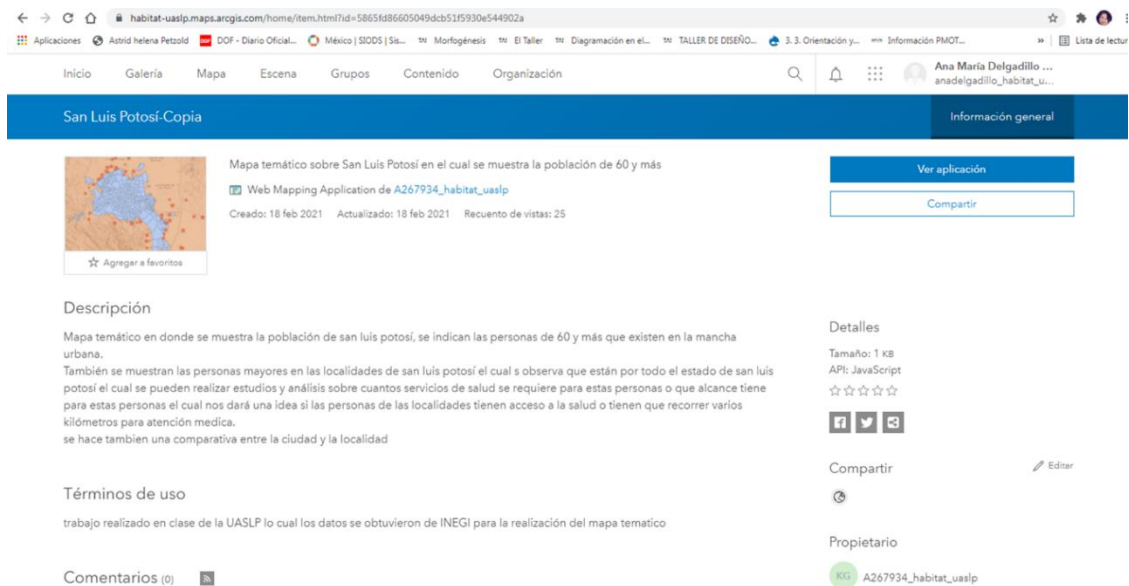 habitat-uaslp.maps.arcgis.com/home/item.html?id=5865fd86605049dcb51f5930e544902a
Aplicaciones Astrid helena Petzold DOF - Diario Oficial... México | SIODS | Sis... Morfogénesis El Taller Diagramación en el... TALLER DE DISEÑO... 3. 3. Orientación y... Información PMOT... » Lista de lectur
Inicio Galería Mapa Escena Grupos Contenido Organización Ana María Delgadillo ...
anadelgadillo_habitat_u...
San Luis Potosí-Copia Información general
Mapa temático sobre San Luis Potosí en el cual se muestra la población de 60 y más
Ver aplicación
Web Mapping Application de A267934_habitat_uaslp
Creado: 18 feb 2021 Actualizado: 18 feb 2021 Recuento de vistas: 25
Compartir
Agregar a favoritos
Descripción
Mapa temático en donde se muestra la población de san luis potosí, se indican las personas de 60 y más que existen en la mancha
urbana.
También se muestran las personas mayores en las localidades de san luis potosí el cual s observa que están por todo el estado de san luis
potosí el cual se pueden realizar estudios y análisis sobre cuantos servicios de salud se requiere para estas personas o que alcance tiene
para estas personas el cual nos dará una idea si las personas de las localidades tienen acceso a la salud o tienen que recorrer varios
kilómetros para atención medica.
se hace tambien una comparativa entre la ciudad y la localidad
Detalles
Tamaño: 1 KB
API: JavaScript
Compartir Editar
Términos de uso
trabajo realizado en clase de la UASLP lo cual los datos se obtuvieron de INEGI para la realización del mapa tematico
Propietario
KG A267934_habitat_uaslp
Comentarios (0)